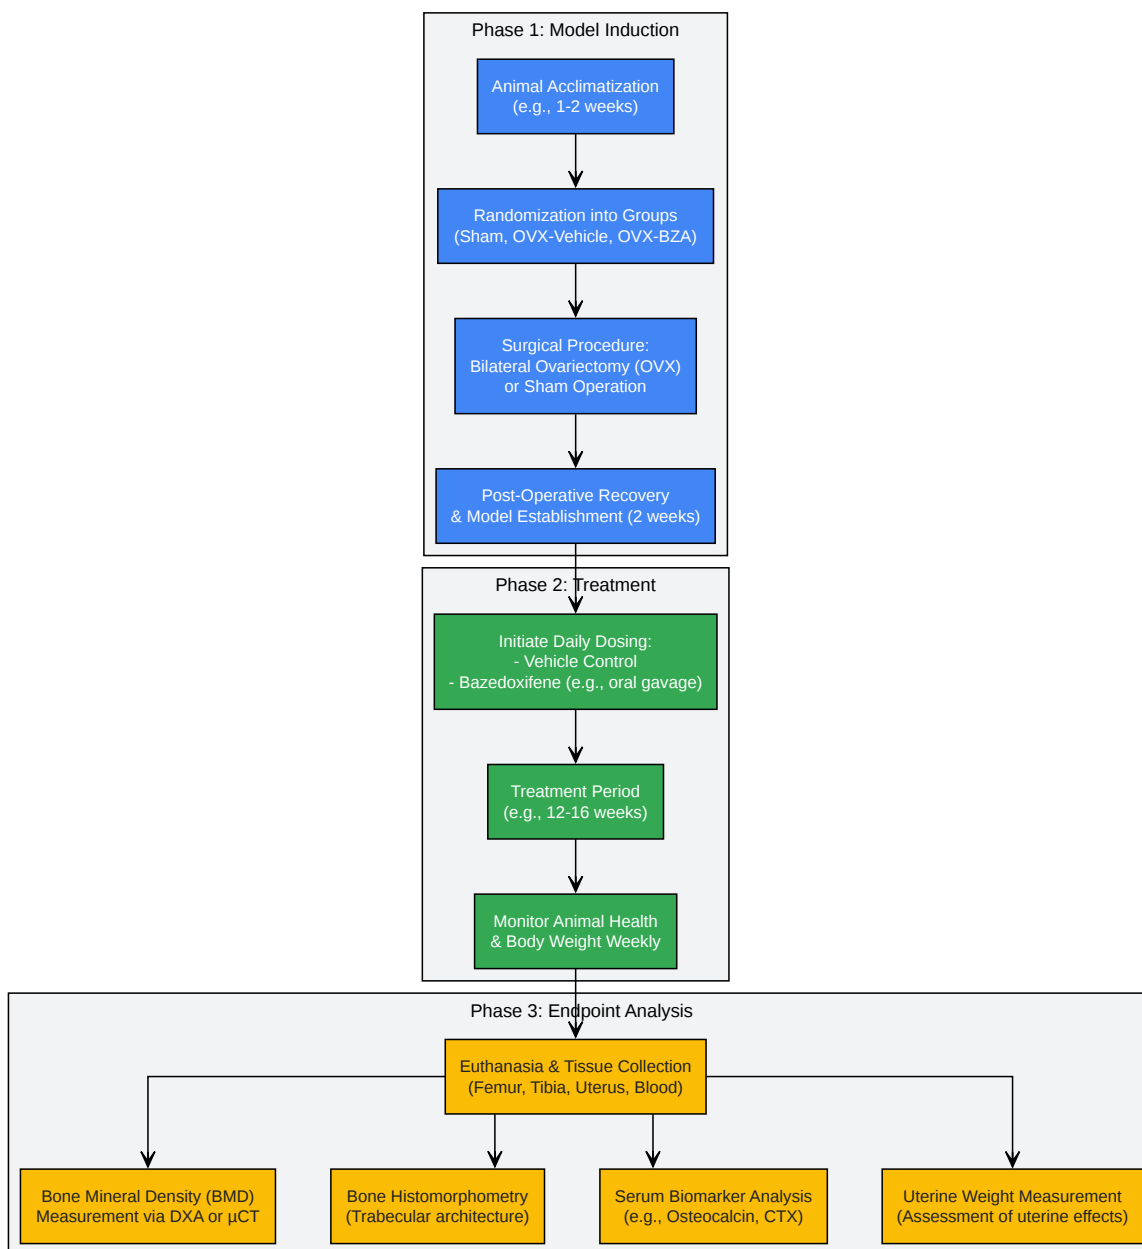 Phase 1: Model Induction
Animal Acclimatization
(e.g., 1-2 weeks)
Randomization into Groups
(Sham, OVX-Vehicle, OVX-BZA)
Surgical Procedure:
Bilateral Ovariectomy (OVX)
or Sham Operation
Post-Operative Recovery
& Model Establishment (2 weeks)
Phase 2: Treatment
Initiate Daily Dosing:
- Vehicle Control
- Bazedoxifene (e.g., oral gavage)
Treatment Period
(e.g., 12-16 weeks)
Monitor Animal Health
& Body Weight Weekly
Phase 3: Endpoint Analysis
Euthanasia & Tissue Collection
(Femur, Tibia, Uterus, Blood)
Bone Mineral Density (BMD)
Measurement via DXA or µCT
Bone Histomorphometry
(Trabecular architecture)
Serum Biomarker Analysis
(e.g., Osteocalcin, CTX)
Uterine Weight Measurement
(Assessment of uterine effects)